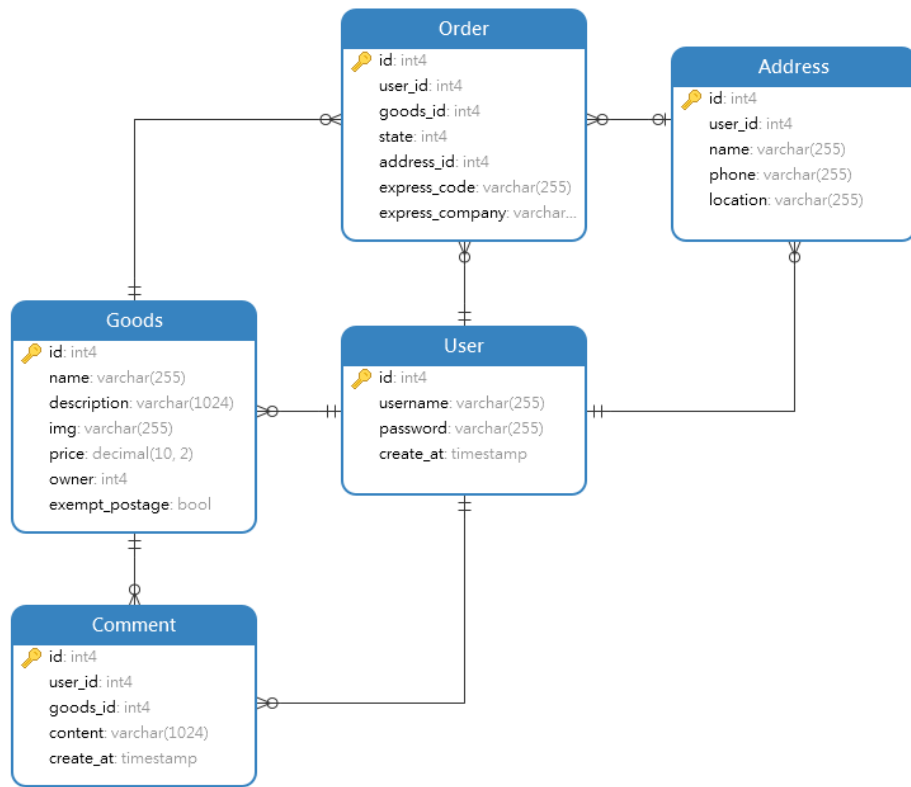 Order
id: int4
user_id: int4
goods_id: int4
state: int4
address_id: int4
express_code: varchar(255)
express_company: varchar...
Address
id: int4
user_id: int4
name: varchar(255)
phone: varchar(255)
location: varchar(255)
Goods
id: int4
name: varchar(255)
description: varchar(1024)
img: varchar(255)
price: decimal(10, 2)
owner: int4
exempt_postage: bool
User
id: int4
username: varchar(255)
password: varchar(255)
create_at: timestamp
Comment
id: int4
user_id: int4
goods_id: int4
content: varchar(1024)
create_at: timestamp